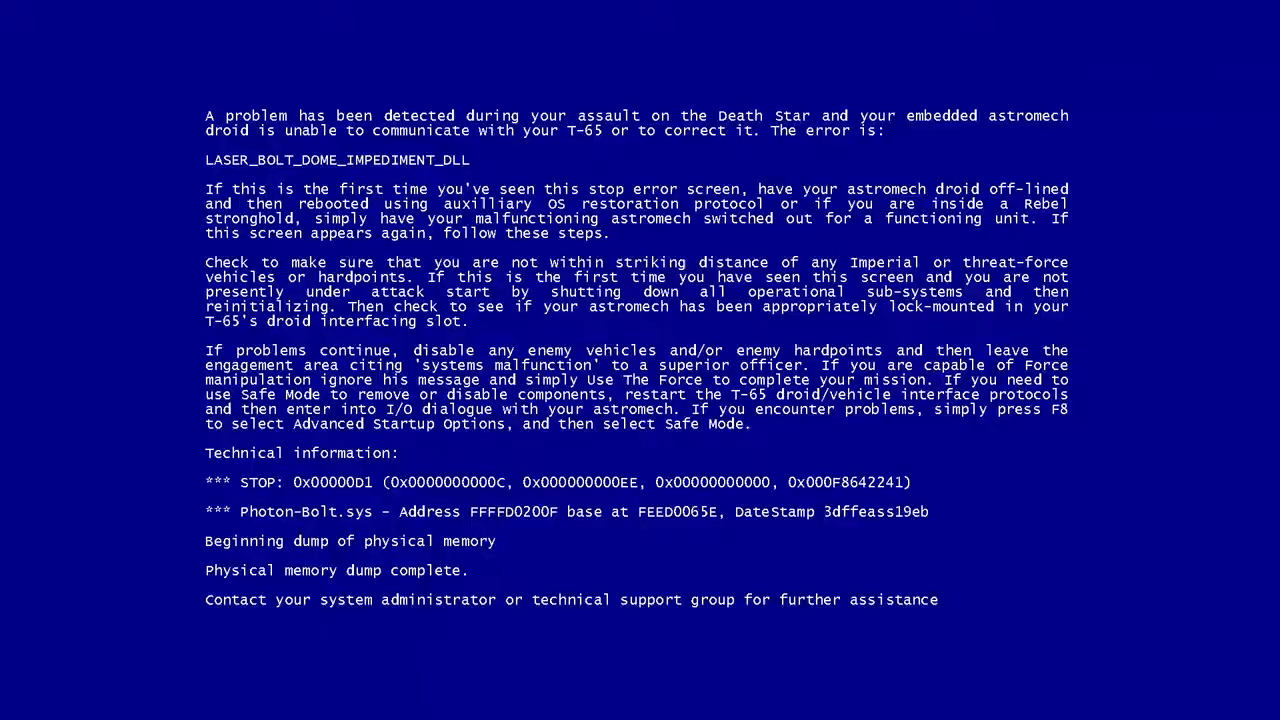 A problem has been detected during your assault on the Death Star and your embedded astromech
droid is unable to communicate with your T-65 or to correct it. The error is:
LASER_BOLT_DOME_IMPEDIMENT_DLL
If this is the first time you've seen this stop error screen, have your astromech droid off-lined
and then rebooted using auxilliary OS restoration protocol or if you are inside a Rebel
stronghold, simply have your malfunctioning astromech switched out for a functioning unit. If
this screen appears again, follow these steps.
Check to make sure that you are not within striking distance of any Imperial or threat-force
vehicles or hardpoints. If this is the first time you have seen this screen and you are not
presently under attack start by shutting down all operational sub-systems and then
reinitializing. Then check to see if your astromech has been appropriately lock-mounted in your
T-65's droid interfacing slot.
If problems continue, disable any enemy vehicles and/or enemy hardpoints and then leave the
engagement area citing 'systems malfunction' to a superior officer. If you are capable of Force
manipulation ignore his message and simply Use The Force to complete your mission. If you need to
use Safe Mode to remove or disable components, restart the T-65 droid/vehicle interface protocols
and then enter into I/O dialogue with your astromech. If you encounter problems, simply press F8
to select Advanced Startup Options, and then select Safe Mode.
Technical information:
*** STOP: 0x00000D1 (0x0000000000C, 0x000000000EE, 0x00000000000, 0x000F8642241)
*** Photon-Bolt.sys - Address FFFFD0200F base at FEED0065E, DateStamp 3dffeass19eb
Beginning dump of physical memory
Physical memory dump complete.
Contact your system administrator or technical support group for further assistance